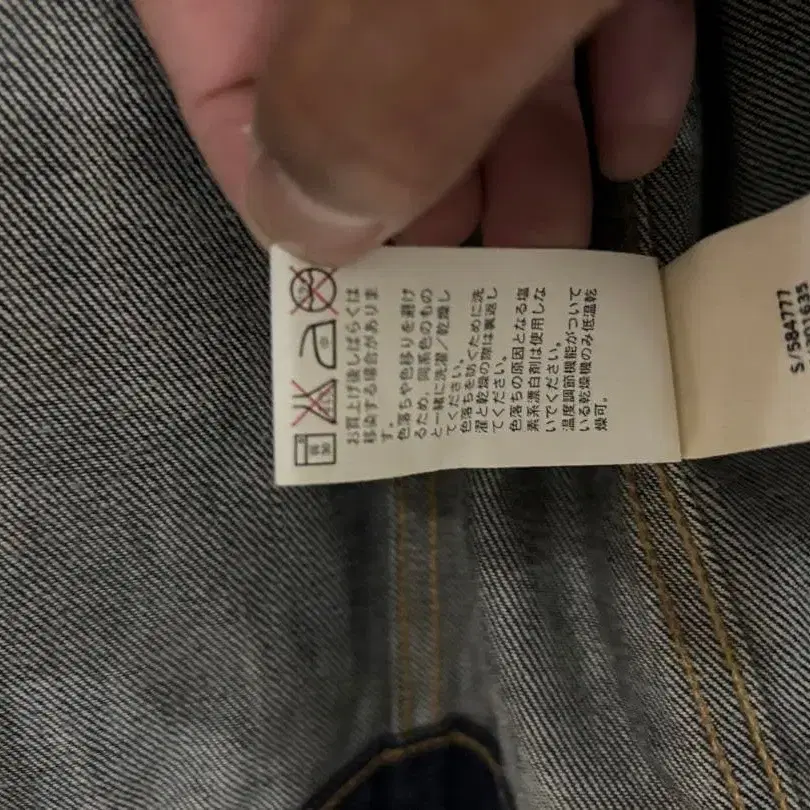 お買上げ後しばらくは
移染する場合がありま
す。
色落ちや色移りを避け
るため、同系色のもの
と一緒に洗濯／乾燥し
てください。
色落ちを防ぐために洗
濯と乾燥の際は裏返し
てください。
色落ちの原因となる塩
素系漂白剤は使用しな
いでください。
温度調節機能がついて
いる乾燥機のみ低温乾
燥可。
S/584777